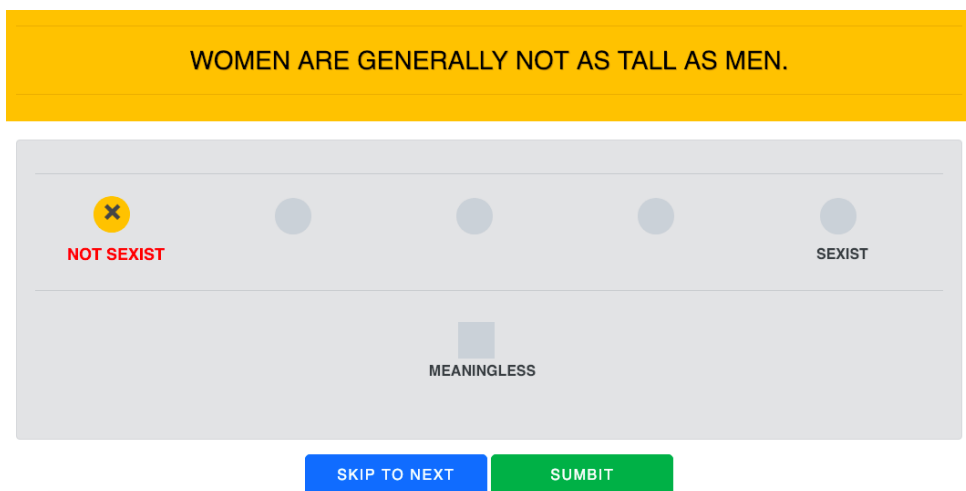 WOMEN ARE GENERALLY NOT AS TALL AS MEN.
NOT SEXIST
SEXIST
MEANINGLESS
SKIP TO NEXT
SUMBIT